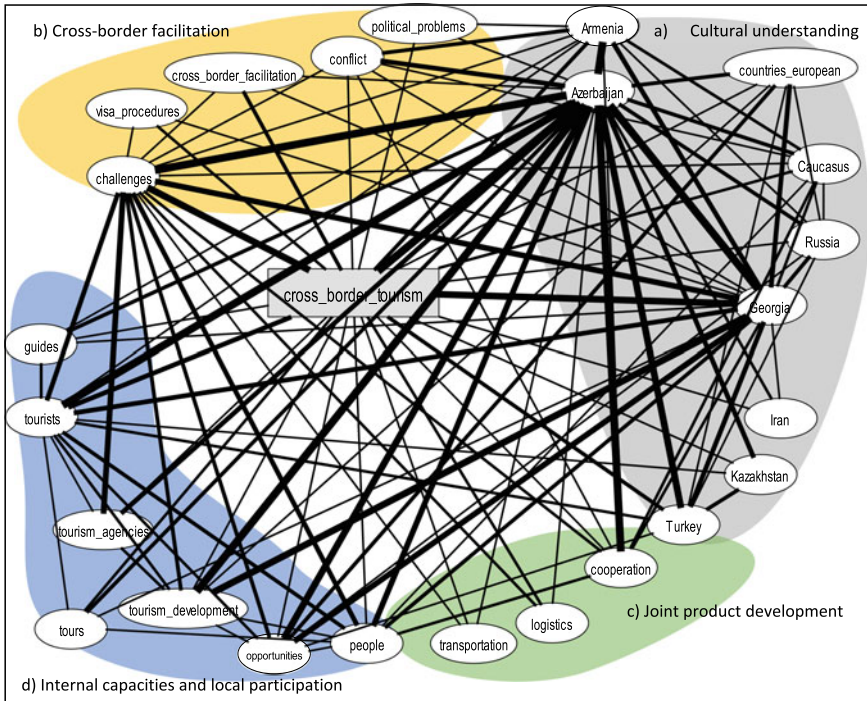 b) Cross-border facilitation
political_problems
Armenia
a) Cultural understanding
conflict
cross_border_facilitation
countries_european
Azerbaijan
visa_procedures
challenges
Caucasus
Russia
cross_border_tourism
Georgia
guides
tourists
Iran
Kazakhstan
tourism_agencies
Turkey
cooperation
tourism_development
c) Joint product development
tours
logistics
people
transportation
opportunities
d) Internal capacities and local participation